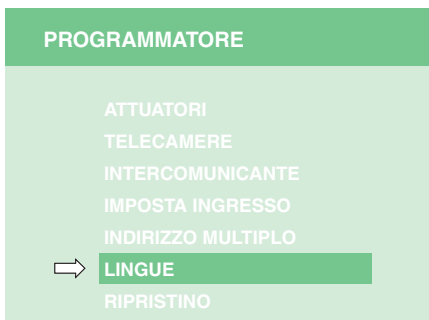 PROGRAMMATORE
ATTUATORI
TELECAMERE
INTERCOMUNICANTE
IMPOSTA INGRESSO
INDIRIZZO MULTIPLO
LINGUE
RIPRISTINO